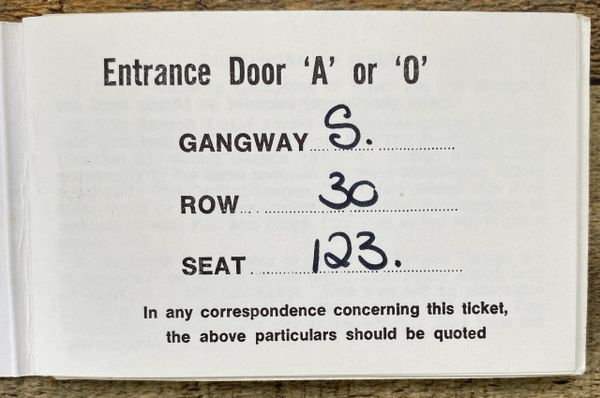 Entrance Door 'A' or 'O'
GANGWAY S.
ROW 30
SEAT 123.
In any correspondence concerning this ticket,
the above particulars should be quoted